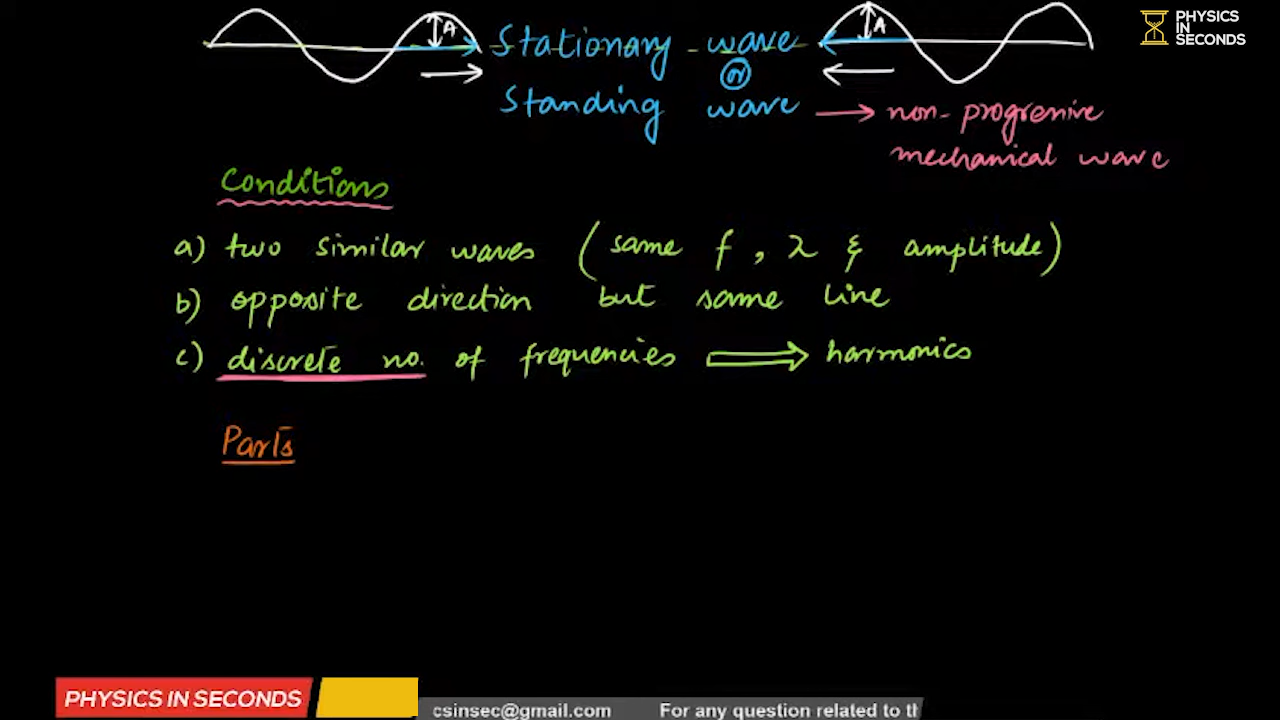 PHYSICS
IN
SECONDS
A
A
Stationary wave
or
Standing wave → non-progressive
mechanical wave
Conditions
a) two similar waves (same f, λ & amplitude)
b) opposite direction but same line
c) discrete no. of frequencies ⟹ harmonics
Parts
PHYSICS IN SECONDS
csinsec@gmail.com For any question related to th